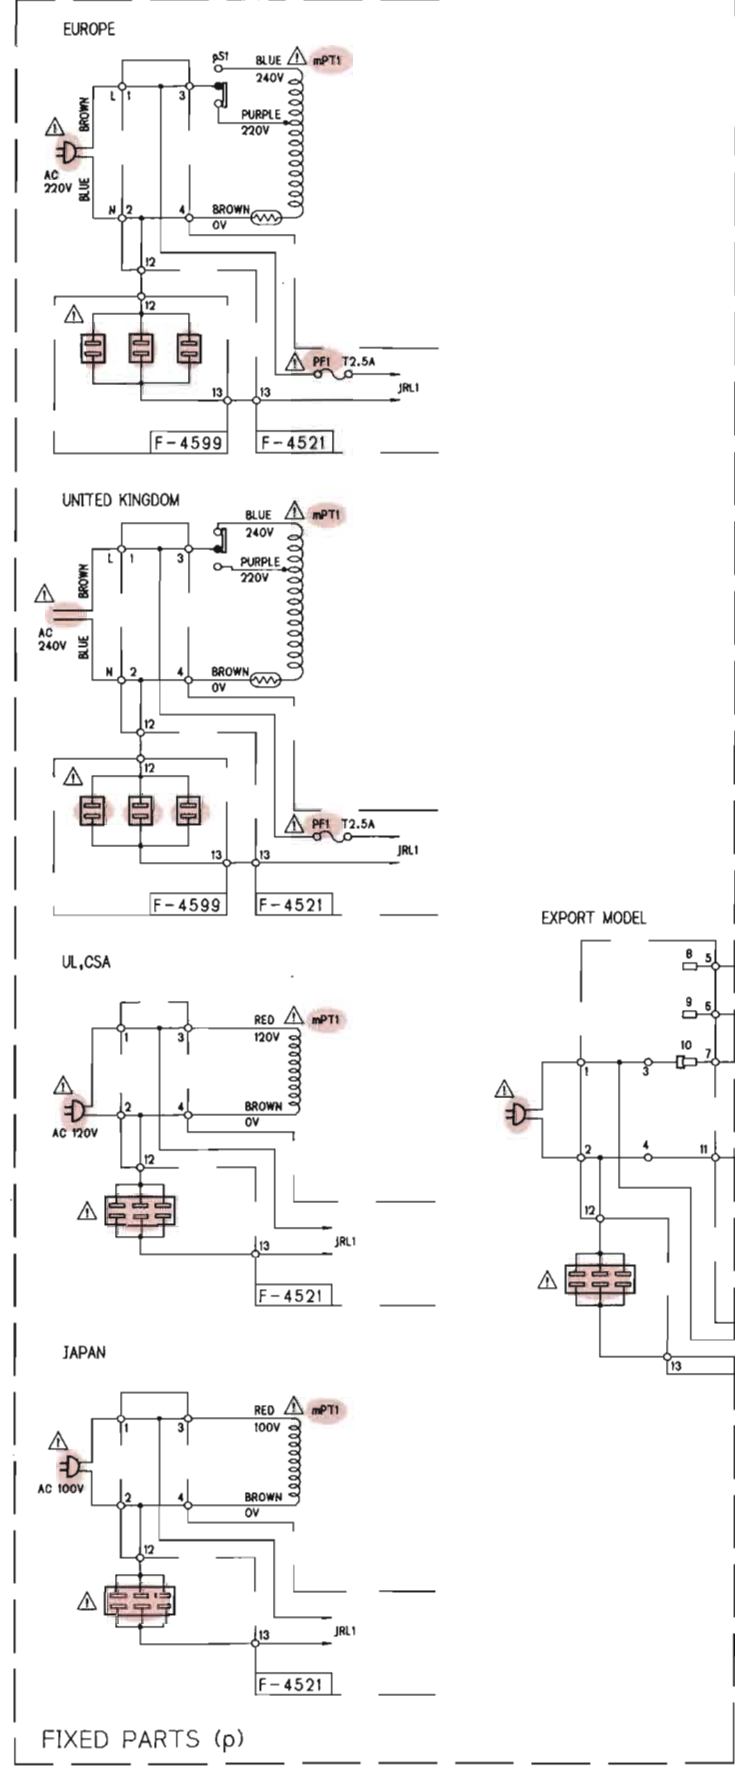 EUROPE
pS1
BLUE
240V
mPT1
L 1
3
BROWN
PURPLE
220V
AC
220V
BLUE
N 2
4
BROWN
0V
12
12
PF1 T2.5A
jRL1
13
13
F-4599
F-4521
UNITED KINGDOM
BLUE
240V
mPT1
L 1
3
BROWN
PURPLE
220V
AC
240V
BLUE
N 2
4
BROWN
0V
12
12
PF1 T2.5A
jRL1
13
13
F-4599
F-4521
UL,CSA
RED
120V
mPT1
1
3
AC 120V
2
4
BROWN
0V
12
jRL1
13
F-4521
JAPAN
RED
100V
mPT1
1
3
AC 100V
2
4
BROWN
0V
12
jRL1
13
F-4521
EXPORT MODEL
8 5
9 6
10
7
1
3
2
4
11
12
13
FIXED PARTS (p)